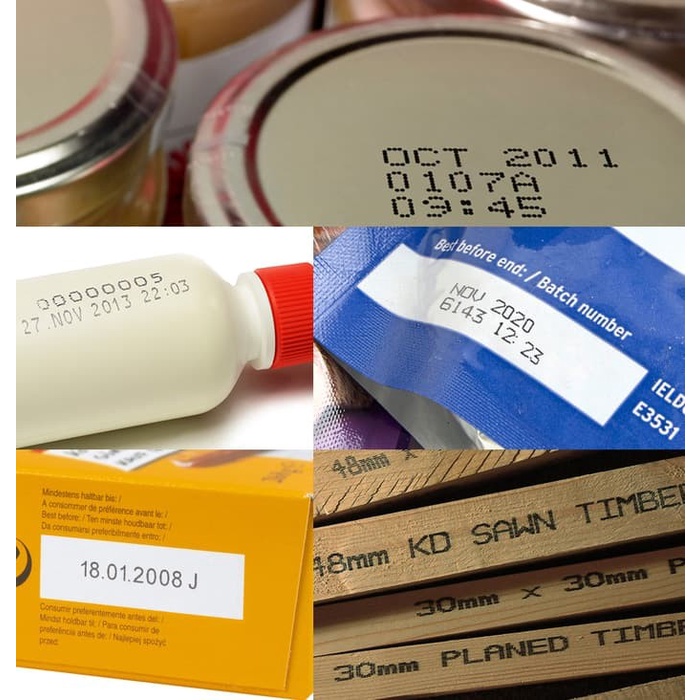 OCT 2011
0107A
09:45
00000005
27.NOV 2013 22:03
Best before end: / Batch number
NOV 2020
6143 12:23
E3531
Mindestens haltbar bis: /
A consommer de préférence avant le: /
Best before: / Ten minste houdbaar tot: /
Da consumarsi preferibilmente entro: /
18.01.2008 J
Consumir preferentemente antes del: /
Mindst holdbar til: / Para consumir de
preferência antes de: / Najlepiej spożyć
przed:
48mm x
48mm KD SAWN TIMBE
30mm x 30mm P
30mm PLANED TIMBE